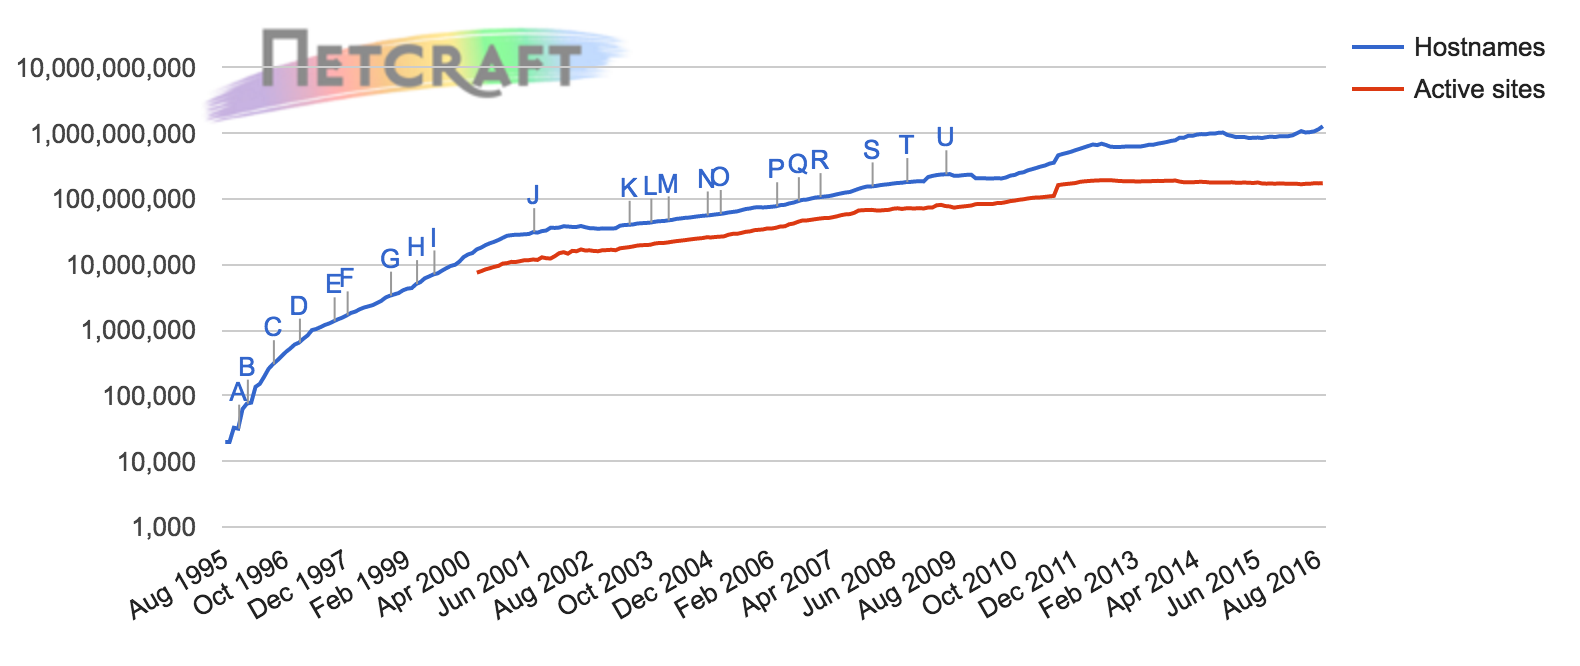 NETCRAFT
Hostnames
Active sites
10,000,000,000
1,000,000,000
100,000,000
10,000,000
1,000,000
100,000
10,000
1,000
A
B
C
D
E
F
G
H
I
J
K
L
M
N
O
P
Q
R
S
T
U
Aug 1995
Oct 1996
Dec 1997
Feb 1999
Apr 2000
Jun 2001
Aug 2002
Oct 2003
Dec 2004
Feb 2006
Apr 2007
Jun 2008
Aug 2009
Oct 2010
Dec 2011
Feb 2013
Apr 2014
Jun 2015
Aug 2016